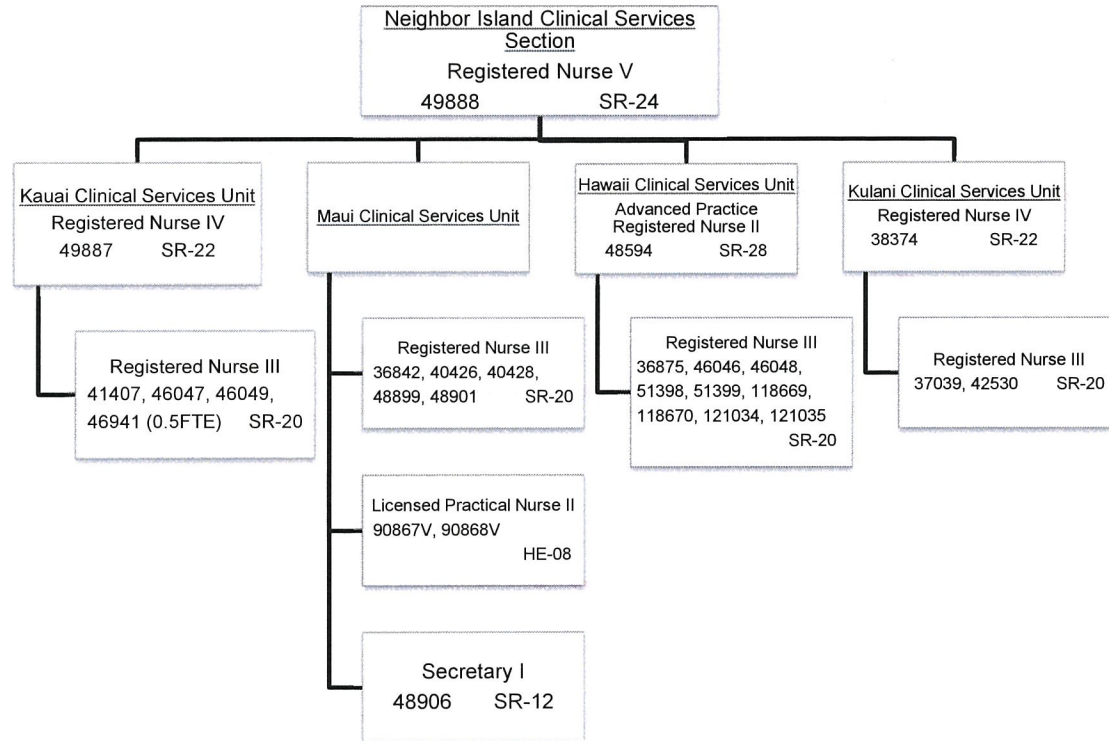 Neighbor Island Clinical Services
Section
Registered Nurse V
49888 SR-24
Kauai Clinical Services Unit
Registered Nurse IV
49887 SR-22
Maui Clinical Services Unit
Hawaii Clinical Services Unit
Advanced Practice
Registered Nurse II
48594 SR-28
Kulani Clinical Services Unit
Registered Nurse IV
38374 SR-22
Registered Nurse III
41407, 46047, 46049,
46941 (0.5FTE) SR-20
Registered Nurse III
36842, 40426, 40428,
48899, 48901 SR-20
Registered Nurse III
36875, 46046, 46048,
51398, 51399, 118669,
118670, 121034, 121035
SR-20
Registered Nurse III
37039, 42530 SR-20
Licensed Practical Nurse II
90867V, 90868V
HE-08
Secretary I
48906 SR-12